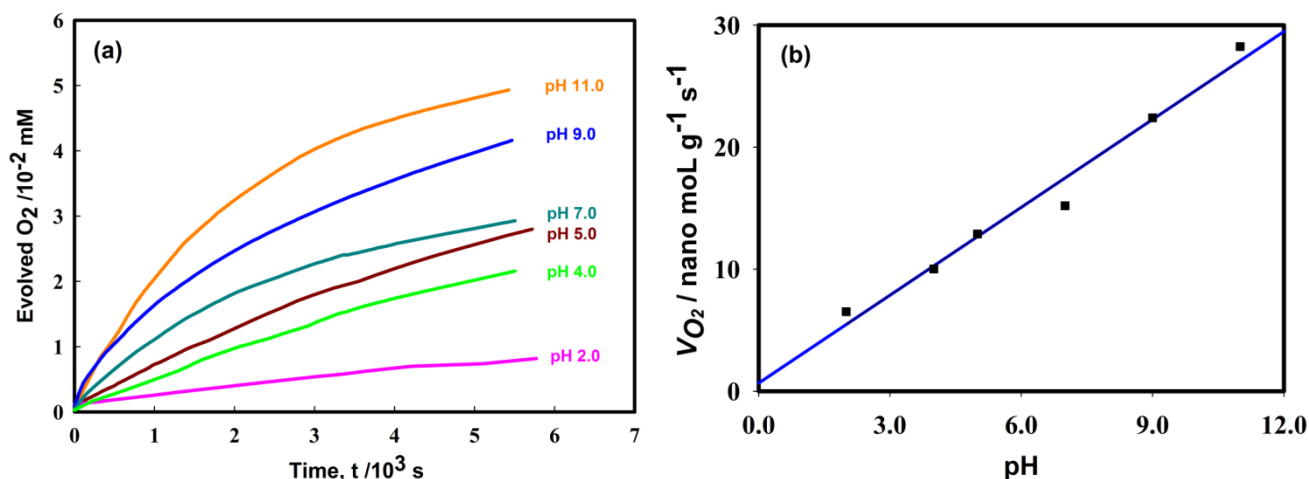 (a)
Evolved O₂ /10⁻² mM
6
5
4
3
2
1
0
pH 11.0
pH 9.0
pH 7.0
pH 5.0
pH 4.0
pH 2.0
0 1 2 3 4 5 6 7
Time, t /10³ s
(b)
V_O₂ / nano moL g⁻¹ s⁻¹
30
20
10
0
0.0 3.0 6.0 9.0 12.0
pH